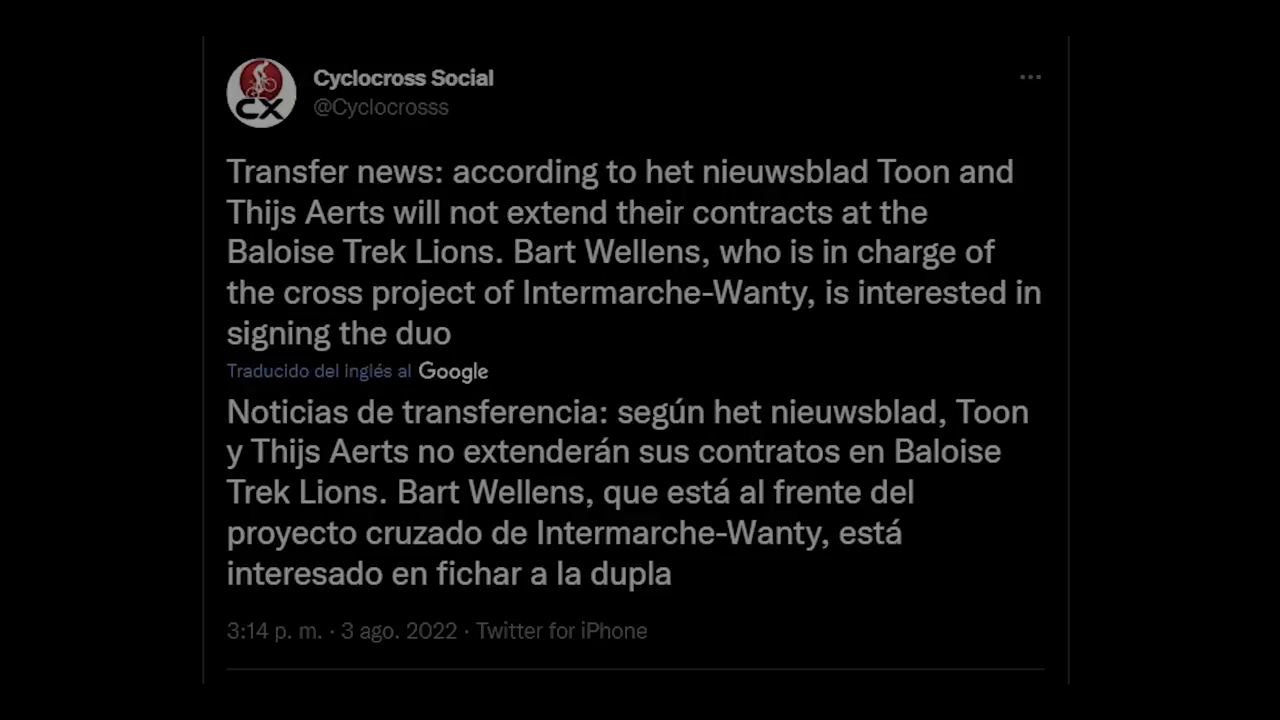 CX
Cyclocross Social
@Cyclocrosss
Transfer news: according to het nieuwsblad Toon and
Thijs Aerts will not extend their contracts at the
Baloise Trek Lions. Bart Wellens, who is in charge of
the cross project of Intermarche-Wanty, is interested in
signing the duo
Traducido del inglés al Google
Noticias de transferencia: según het nieuwsblad, Toon
y Thijs Aerts no extenderán sus contratos en Baloise
Trek Lions. Bart Wellens, que está al frente del
proyecto cruzado de Intermarche-Wanty, está
interesado en fichar a la dupla
3:14 p. m. · 3 ago. 2022 · Twitter for iPhone